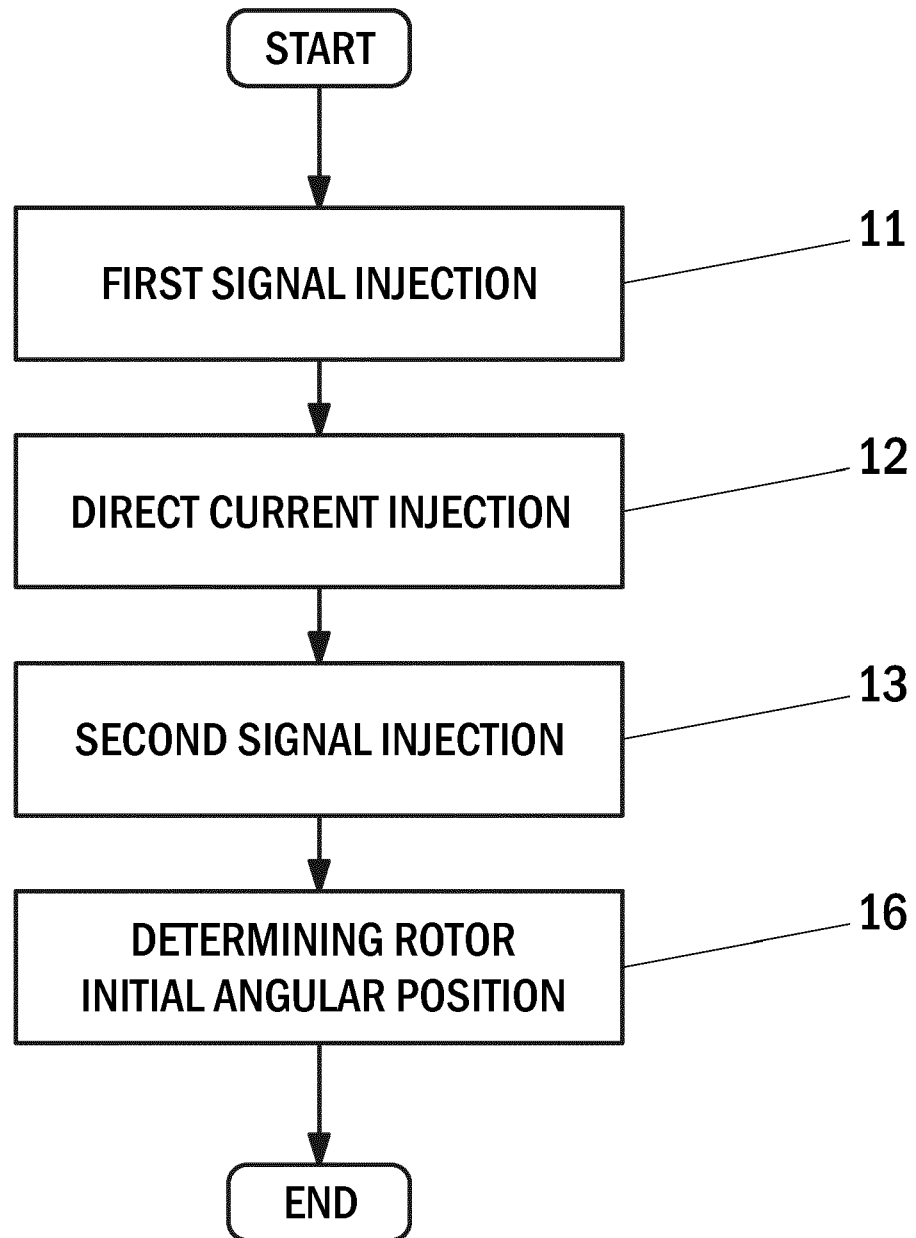 START
FIRST SIGNAL INJECTION
11
DIRECT CURRENT INJECTION
12
SECOND SIGNAL INJECTION
13
DETERMINING ROTOR
INITIAL ANGULAR POSITION
16
END